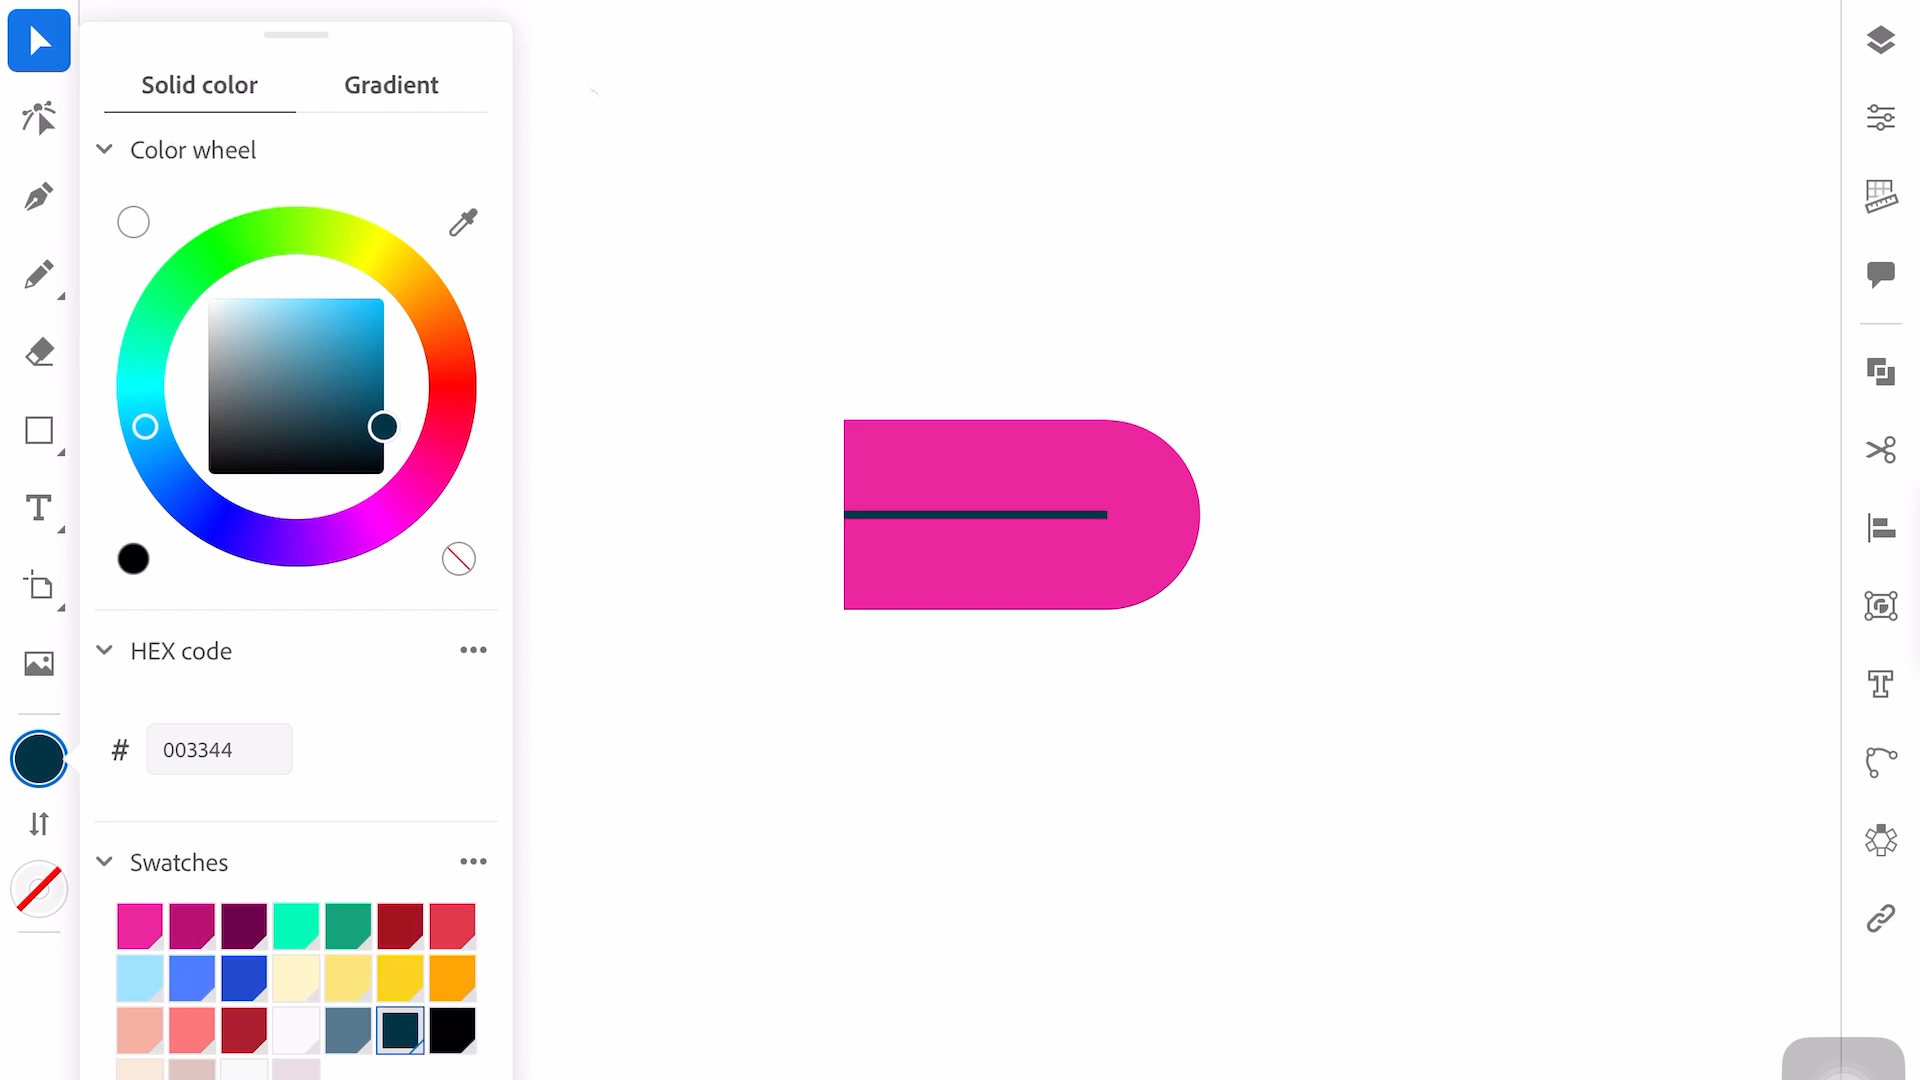 Solid color
Gradient
Color wheel
HEX code
# 003344
Swatches